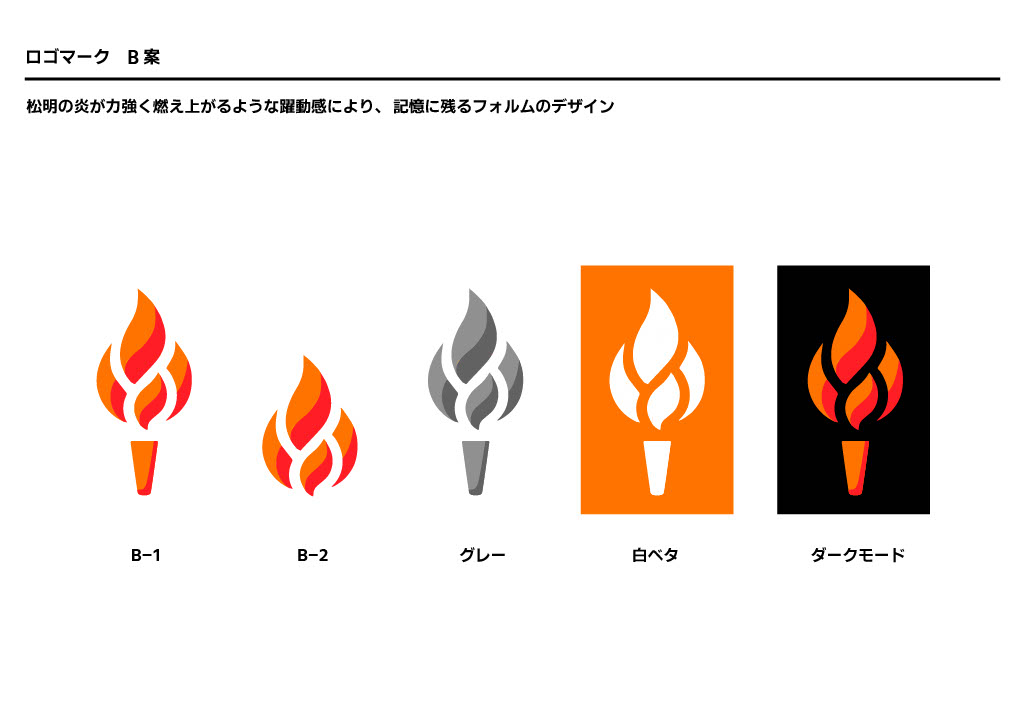 ロゴマーク　B 案
松明の炎が力強く燃え上がるような躍動感により、記憶に残るフォルムのデザイン
B−1
B−2
グレー
白ベタ
ダークモード